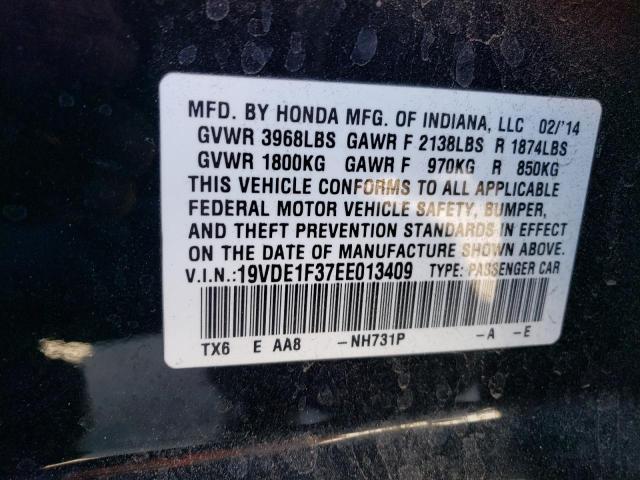 MFD. BY HONDA MFG. OF INDIANA, LLC 02/'14
GVWR 3968LBS GAWR F 2138LBS R 1874LBS
GVWR 1800KG GAWR F 970KG R 850KG
THIS VEHICLE CONFORMS TO ALL APPLICABLE
FEDERAL MOTOR VEHICLE SAFETY, BUMPER,
AND THEFT PREVENTION STANDARDS IN EFFECT
ON THE DATE OF MANUFACTURE SHOWN ABOVE.
V.I.N.:19VDE1F37EE013409 TYPE: PASSENGER CAR
TX6 E AA8 -NH731P -A -E